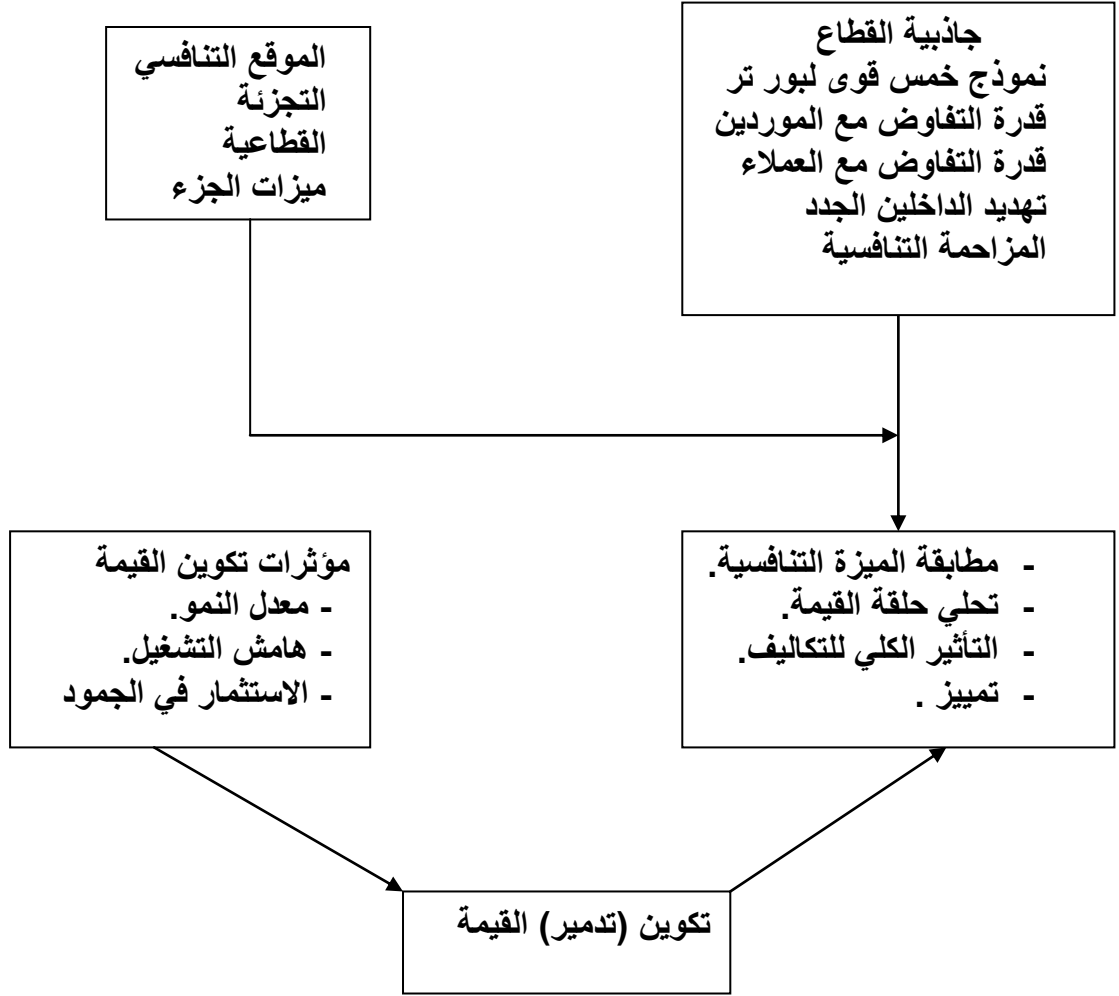 جاذبية القطاع
نموذج خمس قوى لبور تر
قدرة التفاوض مع الموردين
قدرة التفاوض مع العملاء
تهديد الداخلين الجدد
المزاحمة التنافسية
الموقع التنافسي
التجزئة
القطاعية
ميزات الجزء
- مطابقة الميزة التنافسية.
- تحلي حلقة القيمة.
- التأثير الكلي للتكاليف.
- تمييز .
مؤثرات تكوين القيمة
- معدل النمو.
- هامش التشغيل.
- الاستثمار في الجمود
تكوين (تدمير) القيمة